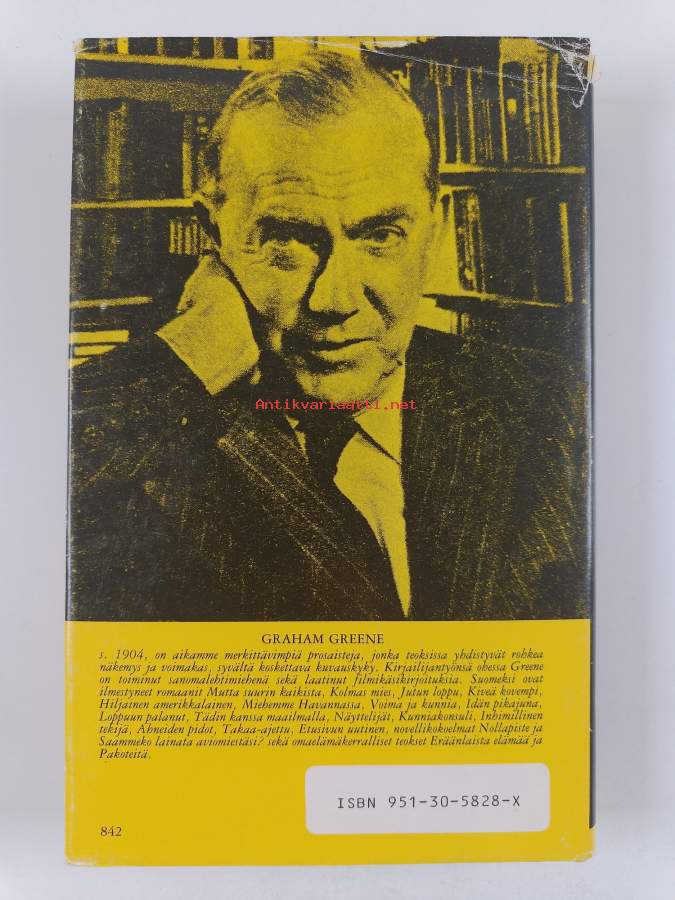 Antikvariaatti.net
GRAHAM GREENE
s. 1904, on aikamme merkittävimpiä prosaisteja, jonka teoksissa yhdistyvät rohkea
näkemys ja voimakas, syvältä koskettava kuvauskyky. Kirjailijantyönsä ohessa Greene
on toiminut sanomalehtimiehenä sekä laatinut filmikäsikirjoituksia. Suomeksi ovat
ilmestyneet romaanit Mutta suurin kaikista, Kolmas mies, Jutun loppu, Kiveä kovempi,
Hiljainen amerikkalainen, Miehemme Havannassa, Voima ja kunnia, Idän pikajuna,
Loppuun palanut, Tädin kanssa maailmalla, Näyttelijät, Kunniakonsuli, Inhimillinen
tekijä, Ahneiden pidot, Takaa-ajettu, Etusivun uutinen, novellikokoelmat Nollapiste ja
Saammeko lainata aviomiestäsi? sekä omaelämäkerralliset teokset Eräänlaista elämää ja
Pakoteitä.
ISBN 951-30-5828-X
842